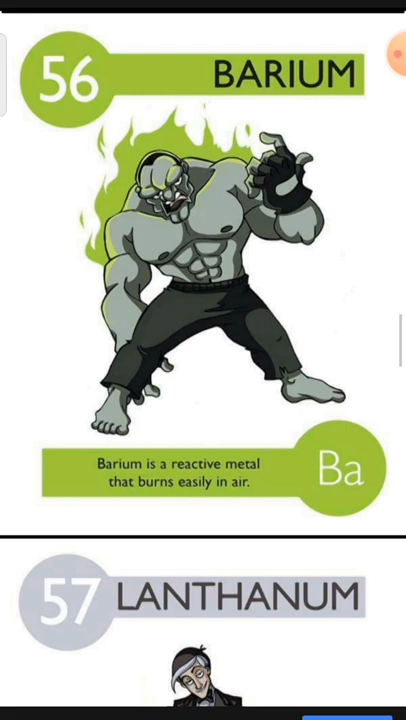 56
BARIUM
Barium is a reactive metal
that burns easily in air.
Ba
57
LANTHANUM